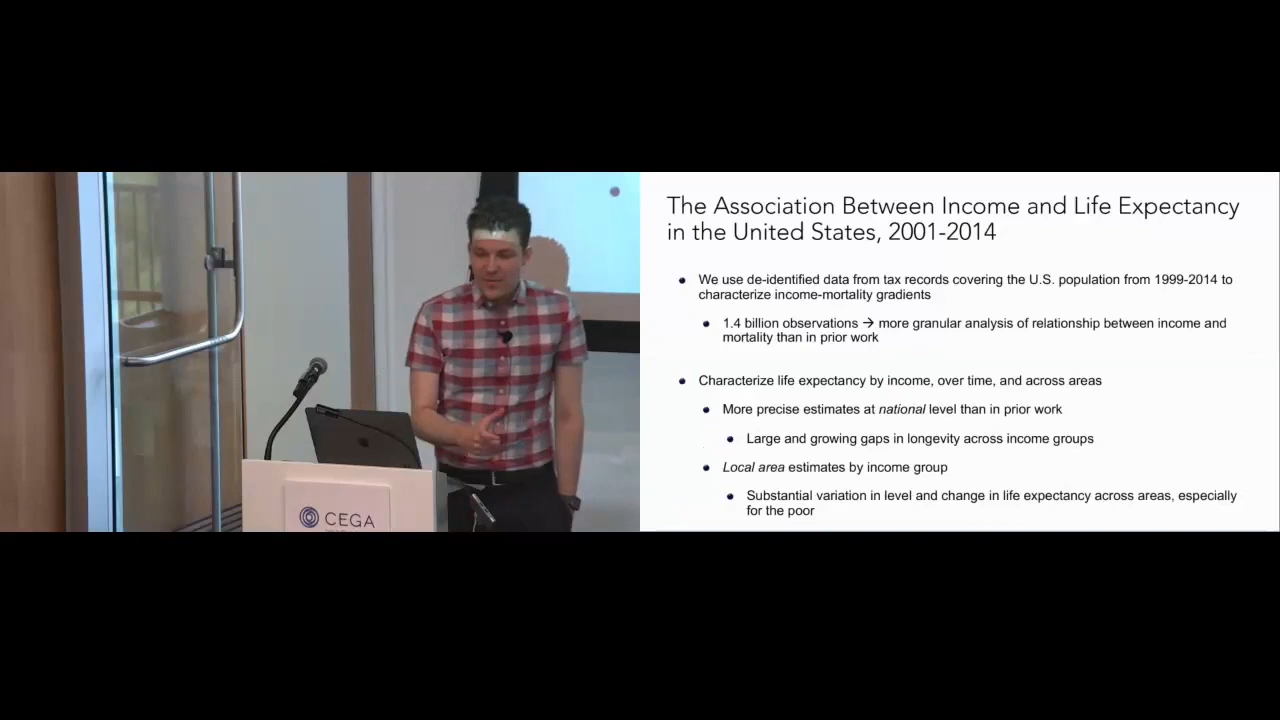 The Association Between Income and Life Expectancy
in the United States, 2001-2014
We use de-identified data from tax records covering the U.S. population from 1999-2014 to
characterize income-mortality gradients
1.4 billion observations → more granular analysis of relationship between income and
mortality than in prior work
Characterize life expectancy by income, over time, and across areas
More precise estimates at national level than in prior work
Large and growing gaps in longevity across income groups
Local area estimates by income group
Substantial variation in level and change in life expectancy across areas, especially
for the poor
CEGA